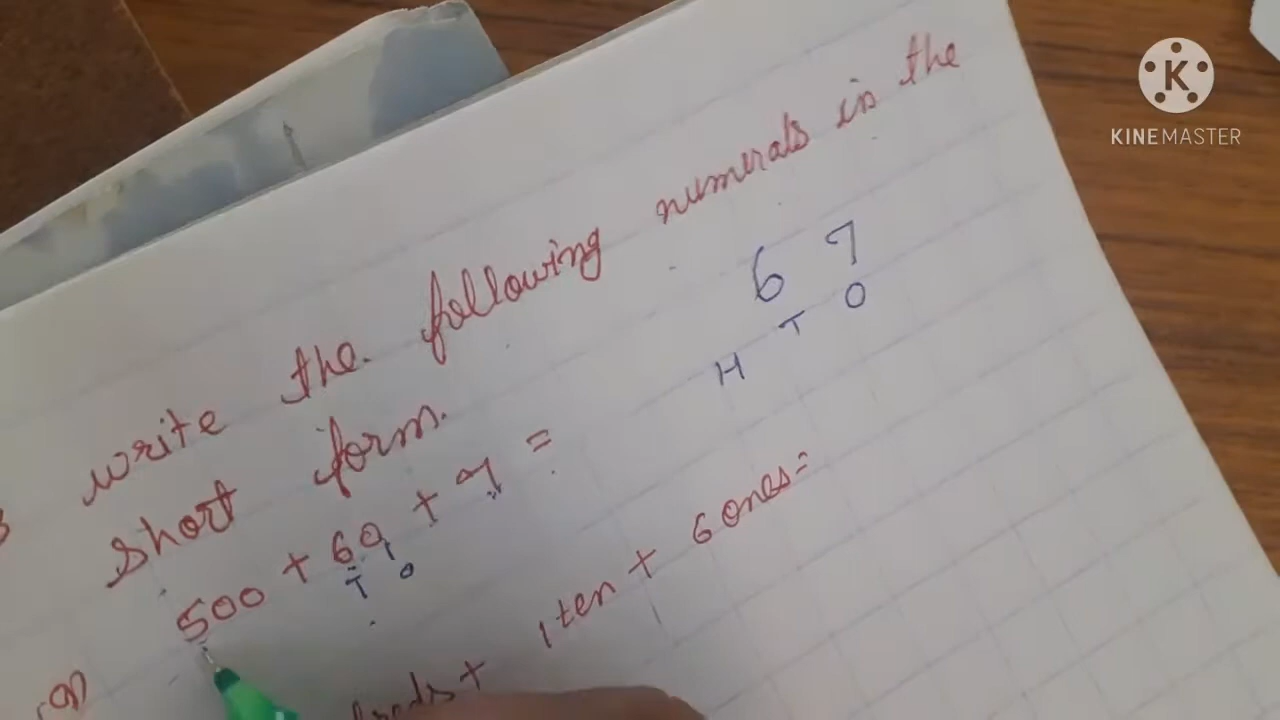 write the following numerals in the
short form.
6 7
H T O
(a) 500 + 60 + 7 =
T O
1 ten + 6 ones =
KINEMASTER